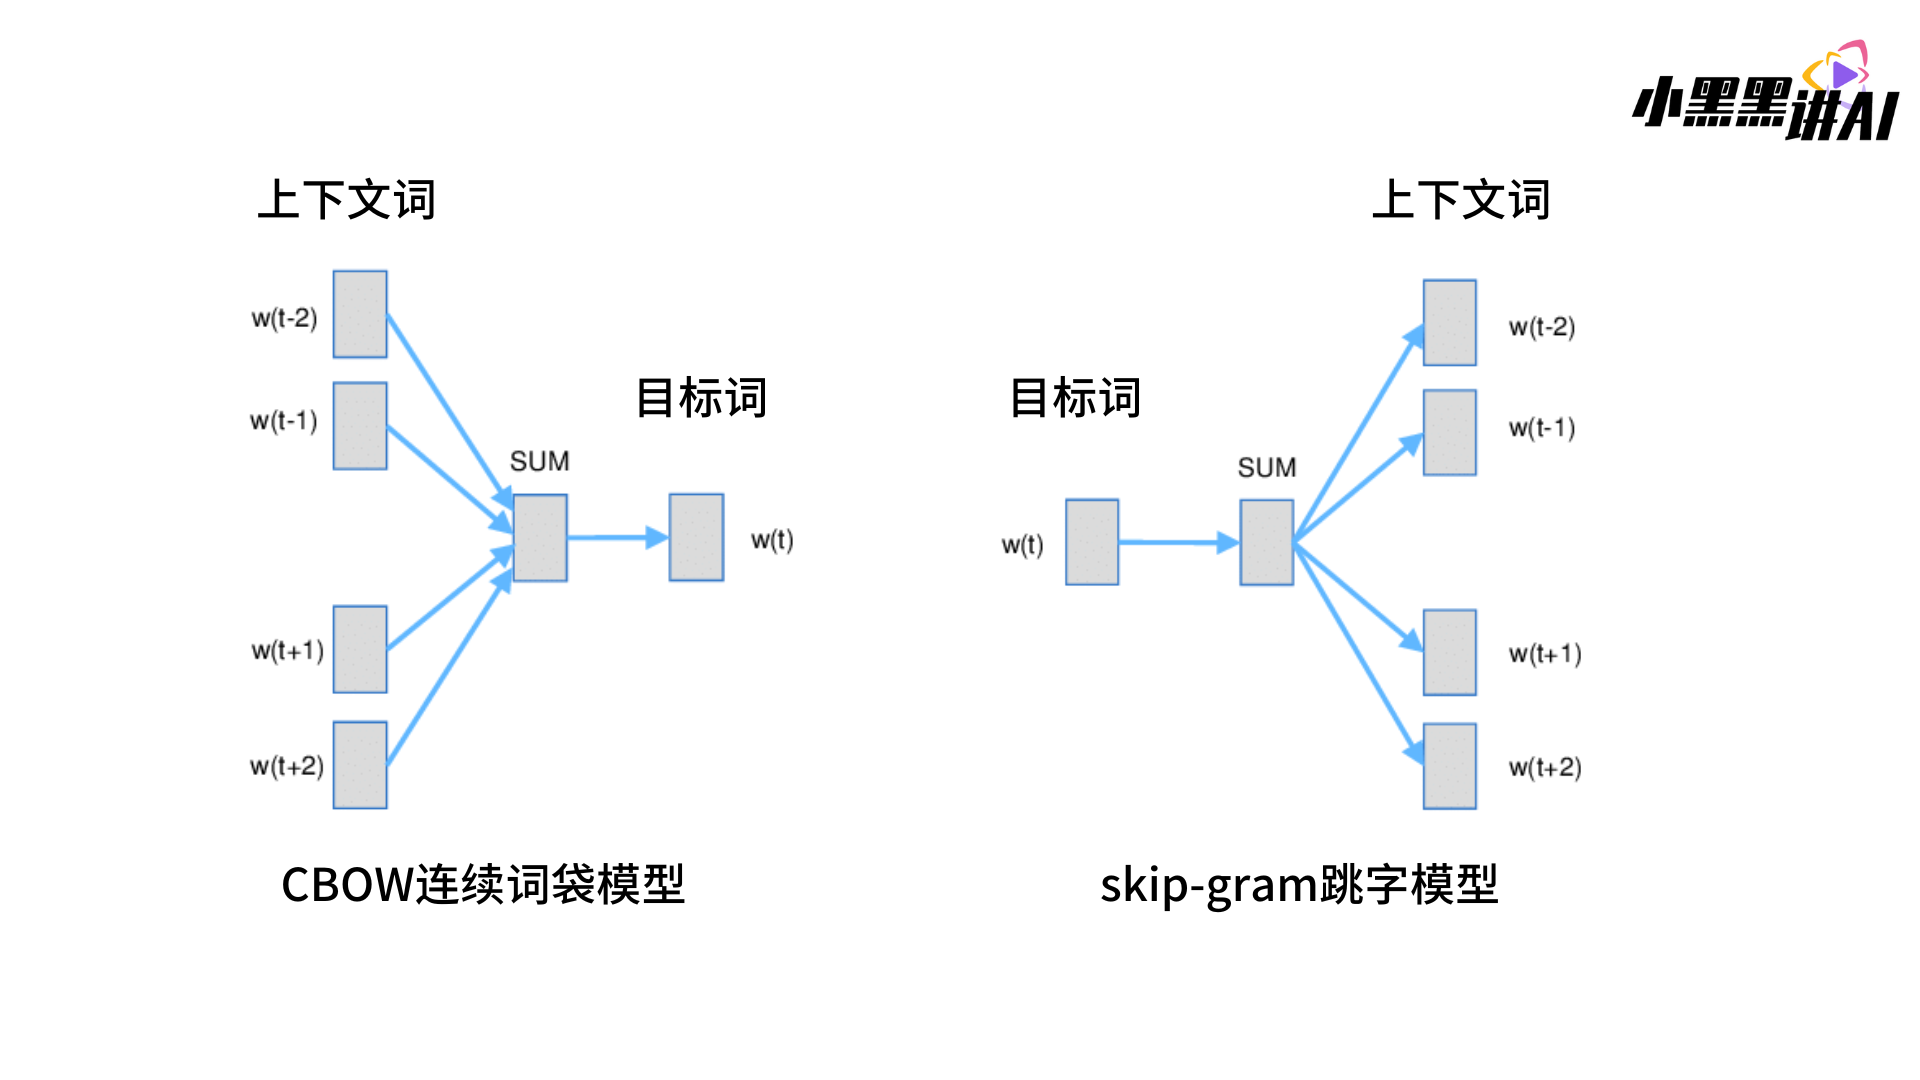 小黑黑讲AI
上下文词
w(t-2)
w(t-1)
SUM
目标词
w(t)
w(t+1)
w(t+2)
CBOW连续词袋模型
上下文词
目标词
w(t)
SUM
w(t-2)
w(t-1)
w(t+1)
w(t+2)
skip-gram跳字模型